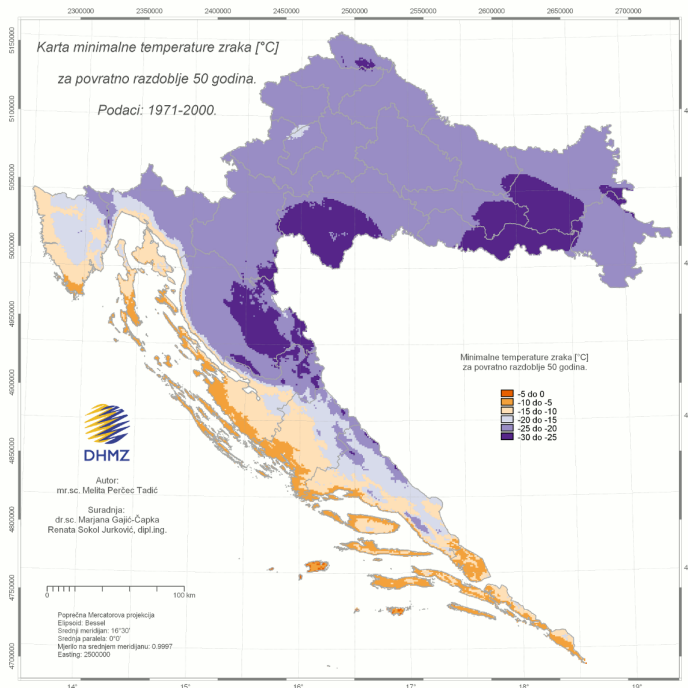 2300000 2350000 2400000 2450000 2500000 2550000 2600000 2650000 2700000
5150000
5100000
5050000
5000000
4950000
4900000
4850000
4800000
4750000
4700000
Karta minimalne temperature zraka [°C]
za povratno razdoblje 50 godina.
Podaci: 1971-2000.
Minimalne temperature zraka [°C]
za povratno razdoblje 50 godina.
-5 do 0
-10 do -5
-15 do -10
-20 do -15
-25 do -20
-30 do -25
DHMZ
Autor:
mr.sc. Melita Perčec Tadić
Suradnja:
dr.sc. Marjana Gajić-Čapka
Renata Sokol Jurković, dipl.ing.
0 100 km
Poprečna Mercatorova projekcija
Elipsoid: Bessel
Srednji meridijan: 16°30'
Srednja paralela: 0°0'
Mjerilo na srednjem meridijanu: 0.9997
Easting: 2500000
14° 15° 16° 17° 18° 19°